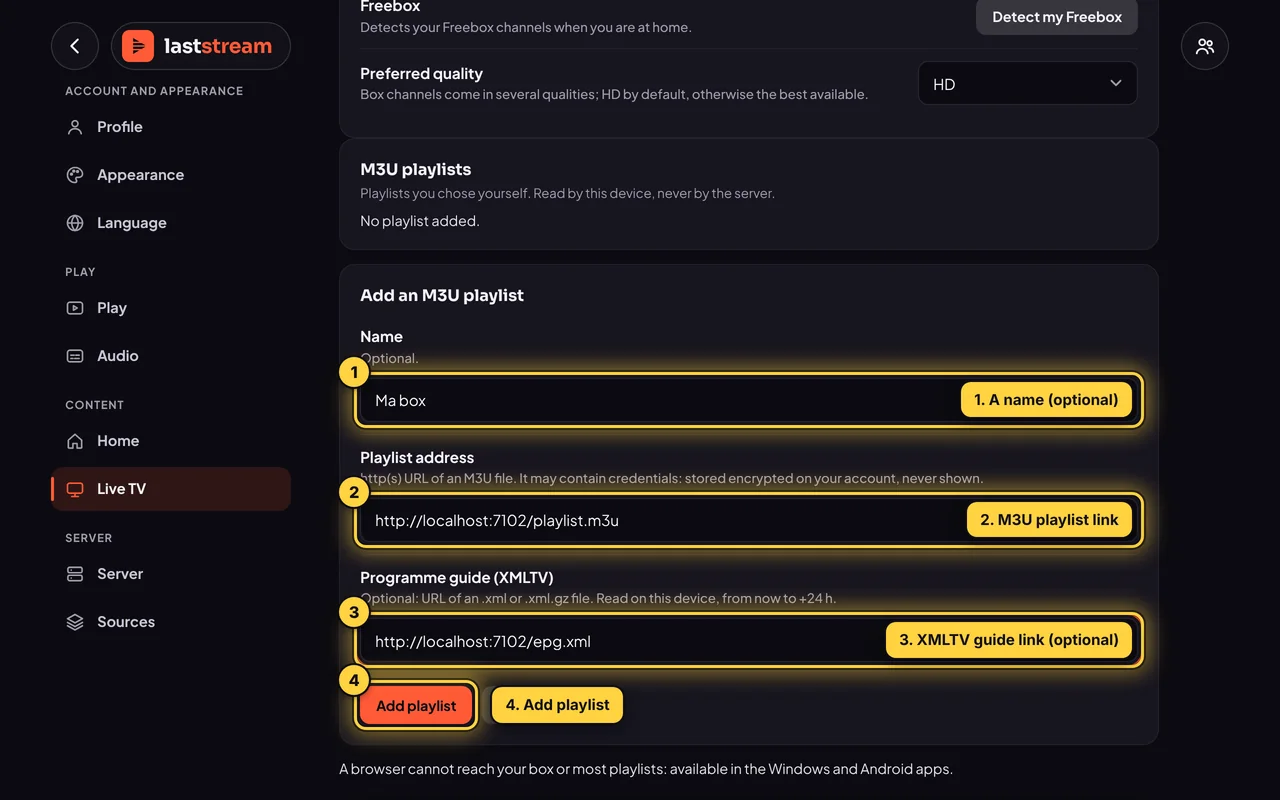 laststream
ACCOUNT AND APPEARANCE
Profile
Appearance
Language
PLAY
Play
Audio
CONTENT
Home
Live TV
SERVER
Server
Sources
Freebox
Detects your Freebox channels when you are at home.
Detect my Freebox
Preferred quality
Box channels come in several qualities; HD by default, otherwise the best available.
HD
M3U playlists
Playlists you chose yourself. Read by this device, never by the server.
No playlist added.
Add an M3U playlist
Name
Optional.
1
Ma box
1. A name (optional)
Playlist address
http(s) URL of an M3U file. It may contain credentials: stored encrypted on your account, never shown.
2
http://localhost:7102/playlist.m3u
2. M3U playlist link
Programme guide (XMLTV)
Optional: URL of an .xml or .xml.gz file. Read on this device, from now to +24 h.
3
http://localhost:7102/epg.xml
3. XMLTV guide link (optional)
4
Add playlist
4. Add playlist
A browser cannot reach your box or most playlists: available in the Windows and Android apps.